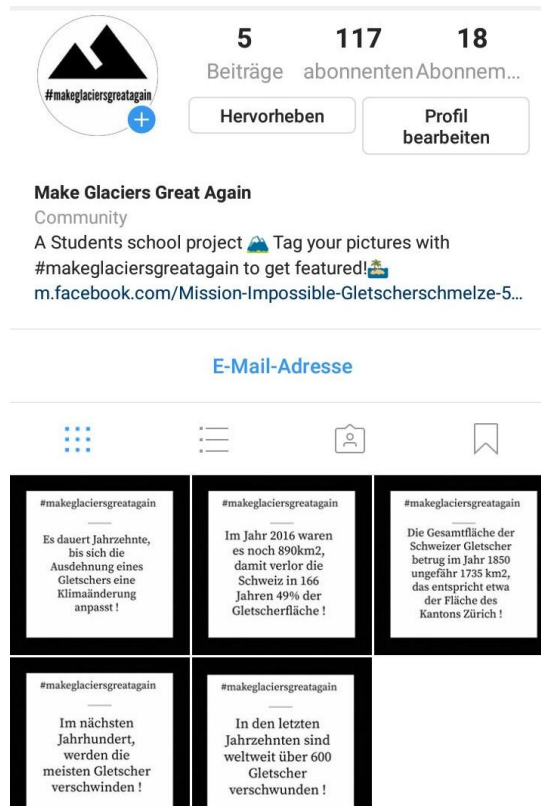 5 117 18
Beiträge abonnenten Abonnem...
#makeglaciersgreatagain
Hervorheben
Profil
bearbeiten
Make Glaciers Great Again
Community
A Students school project 🏔️ Tag your pictures with
#makeglaciersgreatagain to get featured!🏝️
m.facebook.com/Mission-Impossible-Gletscherschmelze-5...
E-Mail-Adresse
#makeglaciersgreatagain
Es dauert Jahrzehnte,
bis sich die
Ausdehnung eines
Gletschers eine
Klimaänderung
anpasst !
#makeglaciersgreatagain
Im Jahr 2016 waren
es noch 890km2,
damit verlor die
Schweiz in 166
Jahren 49% der
Gletscherfläche !
#makeglaciersgreatagain
Die Gesamtfläche der
Schweizer Gletscher
betrug im Jahr 1850
ungefähr 1735 km2,
das entspricht etwa
der Fläche des
Kantons Zürich !
#makeglaciersgreatagain
Im nächsten
Jahrhundert,
werden die
meisten Gletscher
verschwinden !
#makeglaciersgreatagain
In den letzten
Jahrzehnten sind
weltweit über 600
Gletscher
verschwunden !